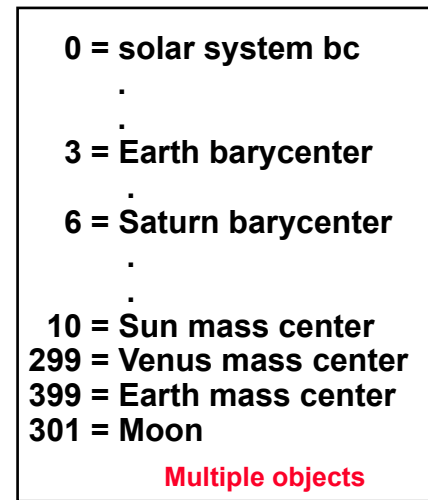 0 = solar system bc
.
.
3 = Earth barycenter
.
6 = Saturn barycenter
.
.
10 = Sun mass center
299 = Venus mass center
399 = Earth mass center
301 = Moon
Multiple objects